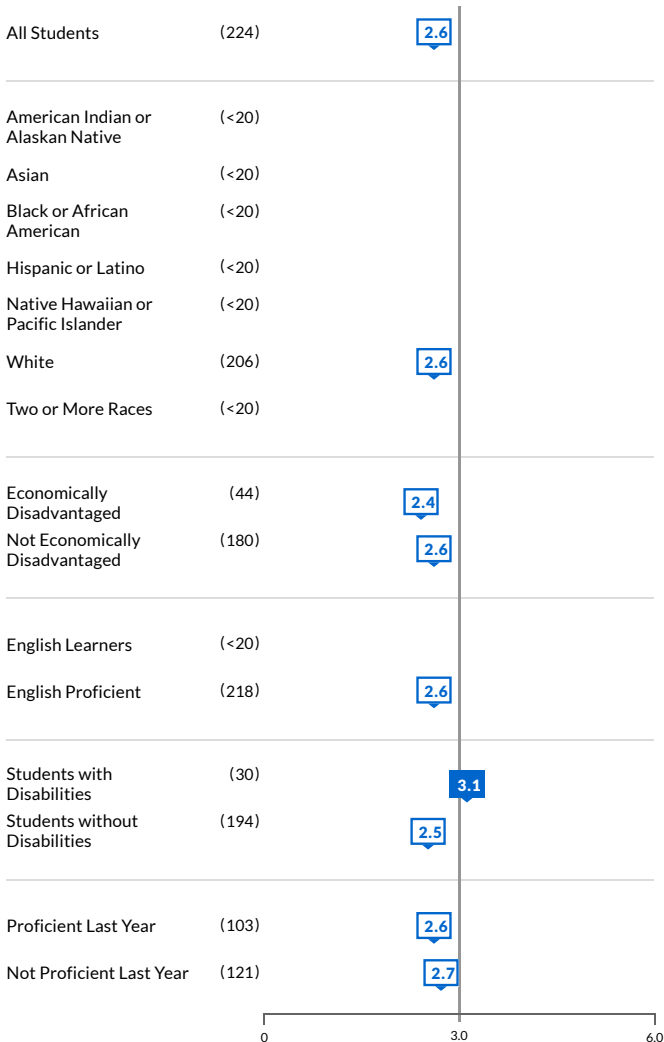 All Students (224) 2.6
American Indian or (<20)
Alaskan Native
Asian (<20)
Black or African (<20)
American
Hispanic or Latino (<20)
Native Hawaiian or (<20)
Pacific Islander
White (206) 2.6
Two or More Races (<20)
Economically (44) 2.4
Disadvantaged
Not Economically (180) 2.6
Disadvantaged
English Learners (<20)
English Proficient (218) 2.6
Students with (30) 3.1
Disabilities
Students without (194) 2.5
Disabilities
Proficient Last Year (103) 2.6
Not Proficient Last Year (121) 2.7
0 3.0 6.0